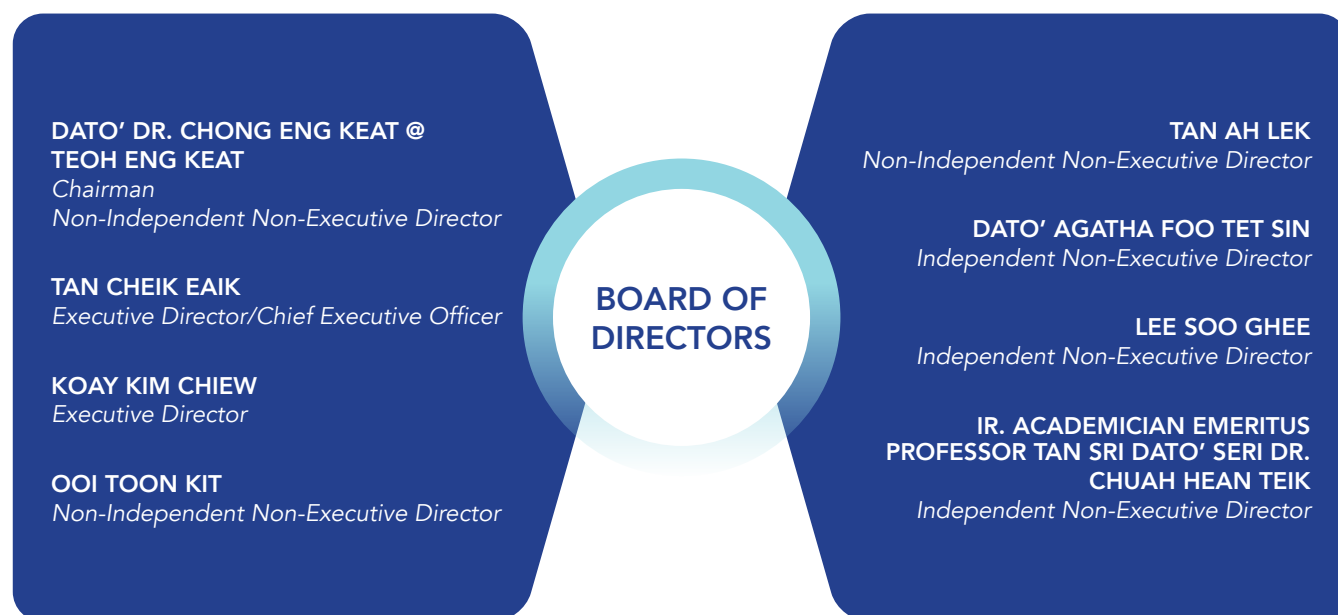 DATO’ DR. CHONG ENG KEAT @
TEOH ENG KEAT
Chairman
Non-Independent Non-Executive Director
TAN CHEIK EAIK
Executive Director/Chief Executive Officer
KOAY KIM CHIEW
Executive Director
OOI TOON KIT
Non-Independent Non-Executive Director
BOARD OF
DIRECTORS
TAN AH LEK
Non-Independent Non-Executive Director
DATO’ AGATHA FOO TET SIN
Independent Non-Executive Director
LEE SOO GHEE
Independent Non-Executive Director
IR. ACADEMICIAN EMERITUS
PROFESSOR TAN SRI DATO’ SERI DR.
CHUAH HEAN TEIK
Independent Non-Executive Director